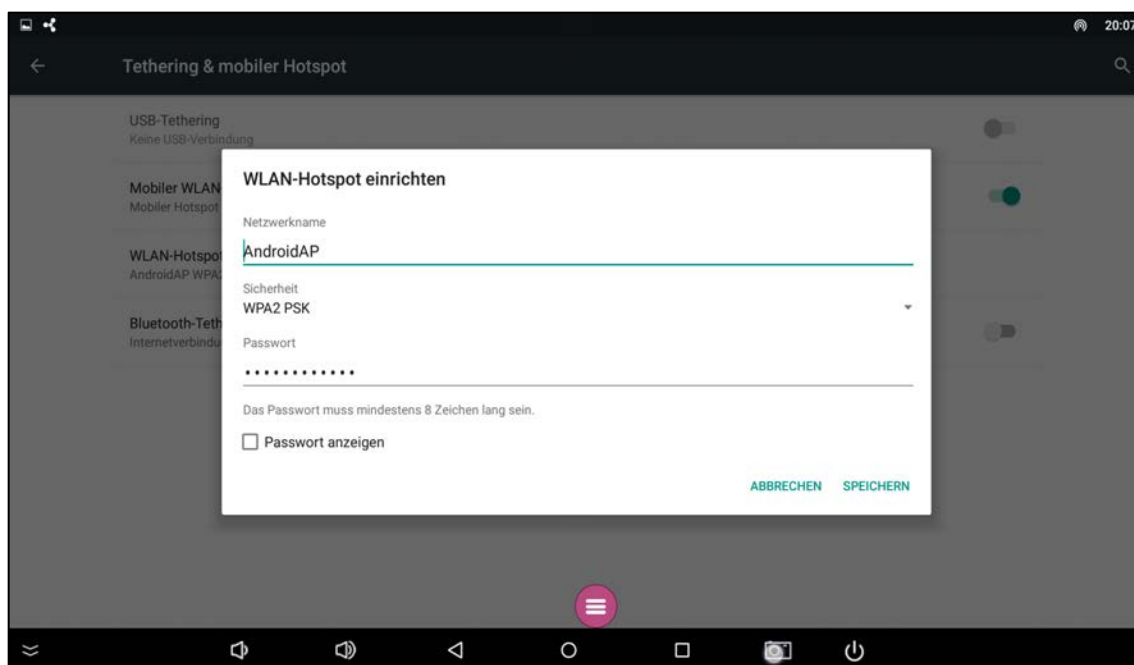 20:07
Tethering & mobiler Hotspot
USB-Tethering
Keine USB-Verbindung
Mobiler WLAN
Mobiler Hotspot
WLAN-Hotspot
AndroidAP WPA2
Bluetooth-Teth
Internetverbindu
WLAN-Hotspot einrichten
Netzwerkname
AndroidAP
Sicherheit
WPA2 PSK
Passwort
••••••••••••
Das Passwort muss mindestens 8 Zeichen lang sein.
Passwort anzeigen
ABBRECHEN SPEICHERN